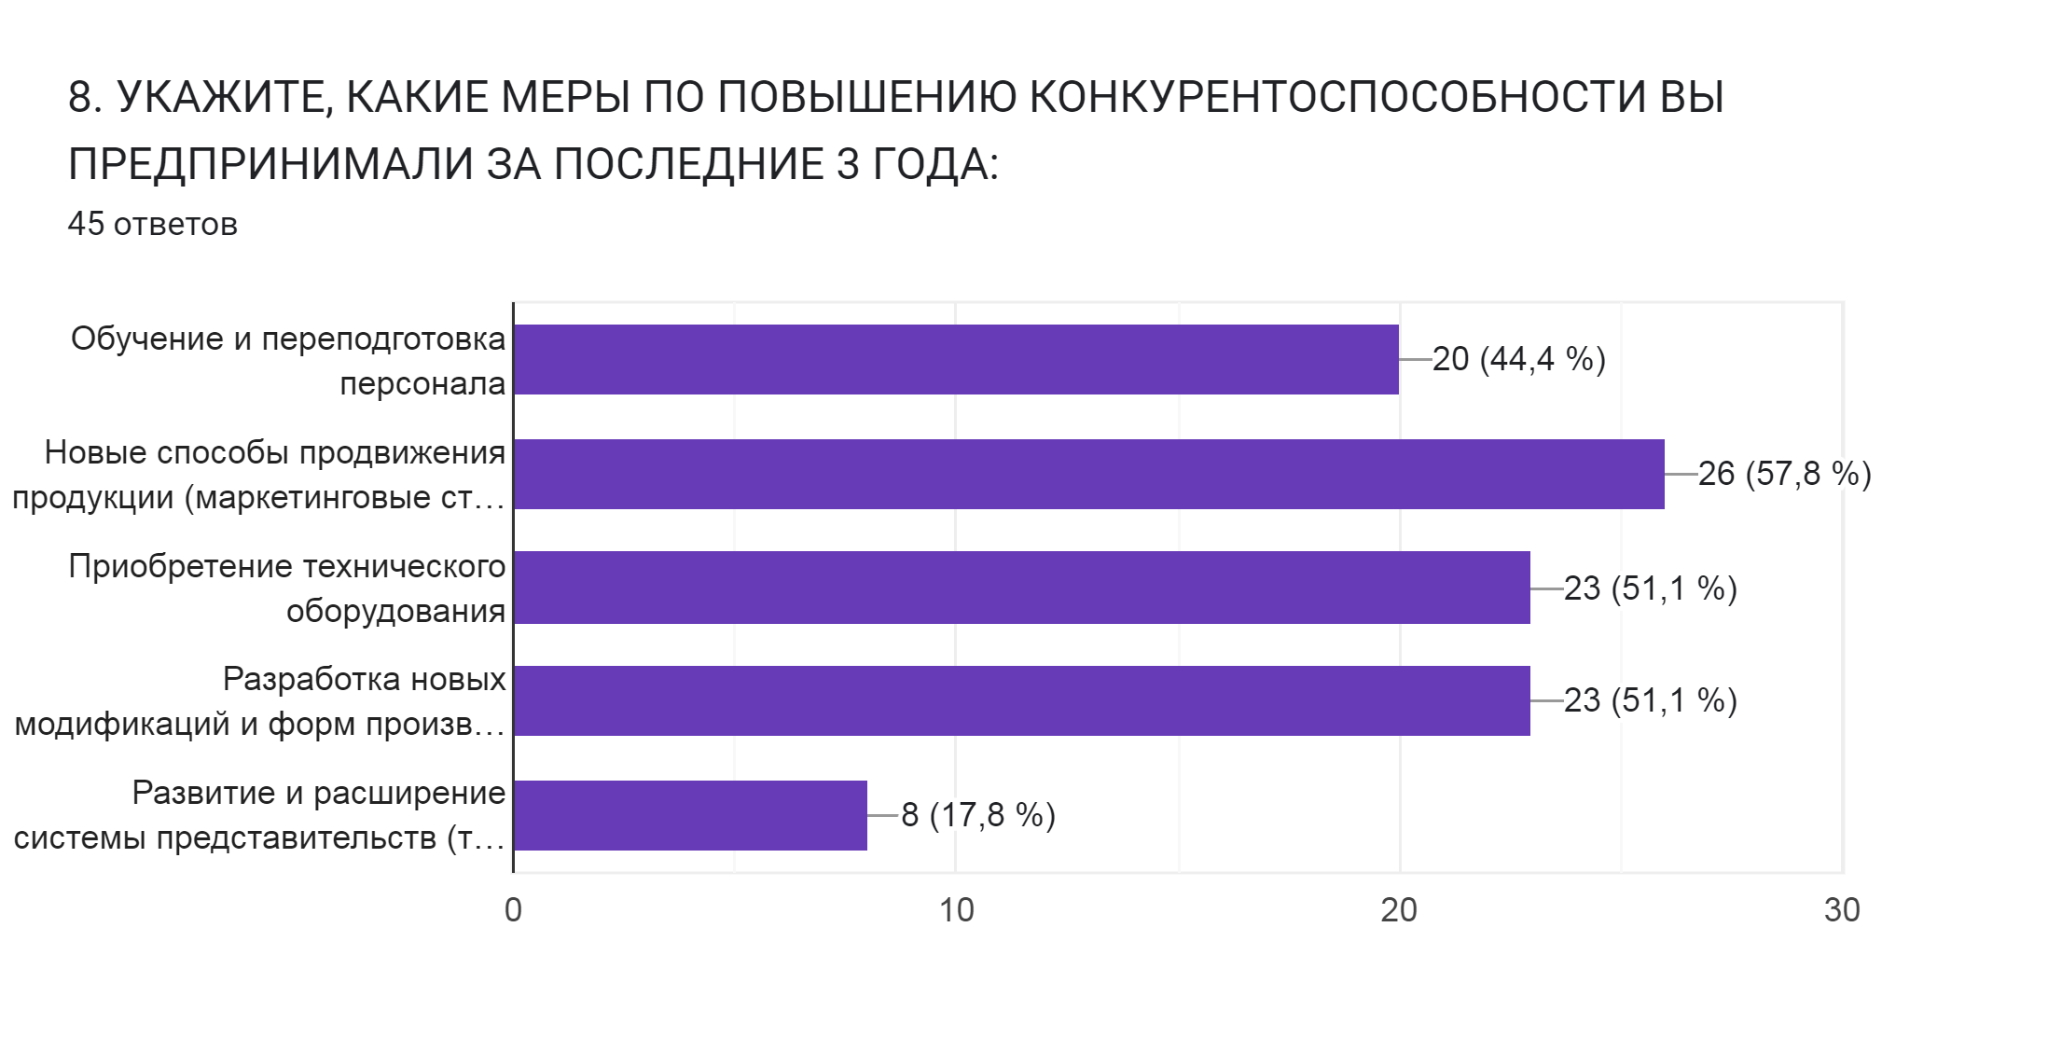 8. УКАЖИТЕ, КАКИЕ МЕРЫ ПО ПОВЫШЕНИЮ КОНКУРЕНТОСПОСОБНОСТИ ВЫ
ПРЕДПРИНИМАЛИ ЗА ПОСЛЕДНИЕ 3 ГОДА:
45 ответов
Обучение и переподготовка
персонала
20 (44,4 %)
Новые способы продвижения
продукции (маркетинговые ст…
26 (57,8 %)
Приобретение технического
оборудования
23 (51,1 %)
Разработка новых
модификаций и форм произв…
23 (51,1 %)
Развитие и расширение
системы представительств (т…
8 (17,8 %)
0 10 20 30